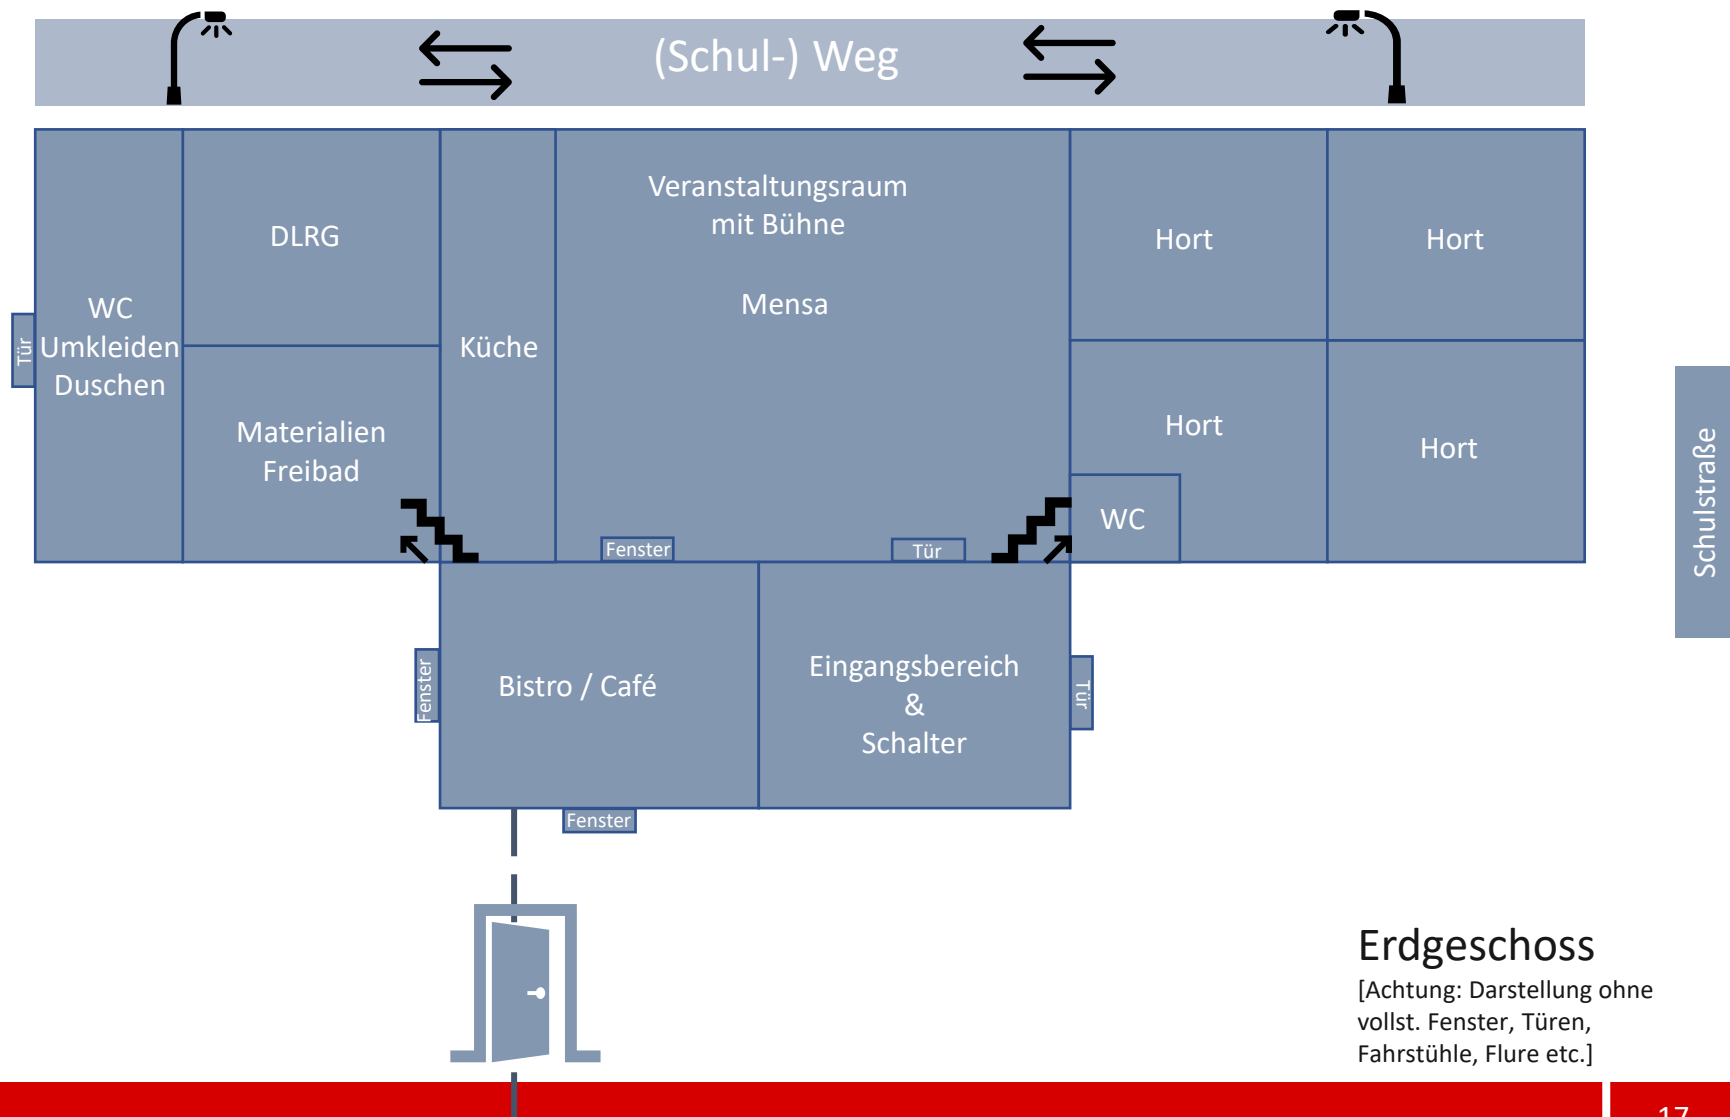 (Schul-) Weg
Veranstaltungsraum
mit Bühne
Mensa
DLRG
Hort
Hort
WC
Umkleiden
Duschen
Tür
Küche
Materialien
Freibad
Hort
Hort
WC
Fenster
Tür
Schulstraße
Fenster
Bistro / Café
Eingangsbereich
&
Schalter
Tür
Fenster
Erdgeschoss
[Achtung: Darstellung ohne
vollst. Fenster, Türen,
Fahrstühle, Flure etc.]
17